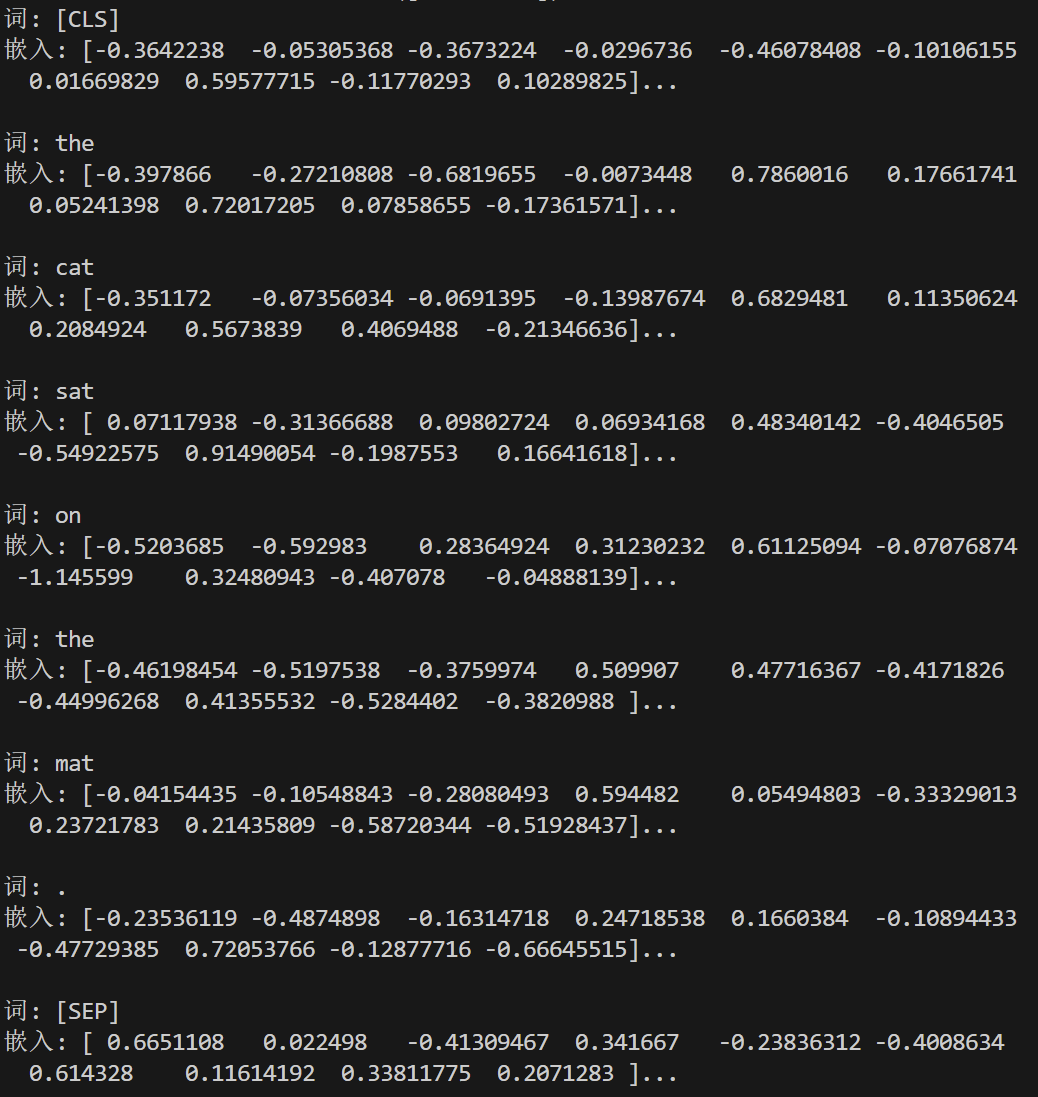 词: [CLS]
嵌入: [-0.3642238 -0.05305368 -0.3673224 -0.0296736 -0.46078408 -0.10106155
0.01669829 0.59577715 -0.11770293 0.10289825]...
词: the
嵌入: [-0.397866 -0.27210808 -0.6819655 -0.0073448 0.7860016 0.17661741
0.05241398 0.72017205 0.07858655 -0.17361571]...
词: cat
嵌入: [-0.351172 -0.07356034 -0.0691395 -0.13987674 0.6829481 0.11350624
0.2084924 0.5673839 0.4069488 -0.21346636]...
词: sat
嵌入: [ 0.07117938 -0.31366688 0.09802724 0.06934168 0.48340142 -0.4046505
-0.54922575 0.91490054 -0.1987553 0.16641618]...
词: on
嵌入: [-0.5203685 -0.592983 0.28364924 0.31230232 0.61125094 -0.07076874
-1.145599 0.32480943 -0.407078 -0.04888139]...
词: the
嵌入: [-0.46198454 -0.5197538 -0.3759974 0.509907 0.47716367 -0.4171826
-0.44996268 0.41355532 -0.5284402 -0.3820988 ]...
词: mat
嵌入: [-0.04154435 -0.10548843 -0.28080493 0.594482 0.05494803 -0.33329013
0.23721783 0.21435809 -0.58720344 -0.51928437]...
词: .
嵌入: [-0.23536119 -0.4874898 -0.16314718 0.24718538 0.1660384 -0.10894433
-0.47729385 0.72053766 -0.12877716 -0.66645515]...
词: [SEP]
嵌入: [ 0.6651108 0.022498 -0.41309467 0.341667 -0.23836312 -0.4008634
0.614328 0.11614192 0.33811775 0.2071283 ]...